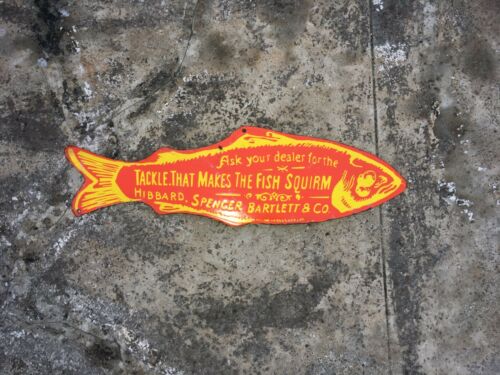 Ask your dealer for the
TACKLE.THAT MAKES THE FISH SQUIRM
HIBBARD, SPENCER, BARTLETT & CO.